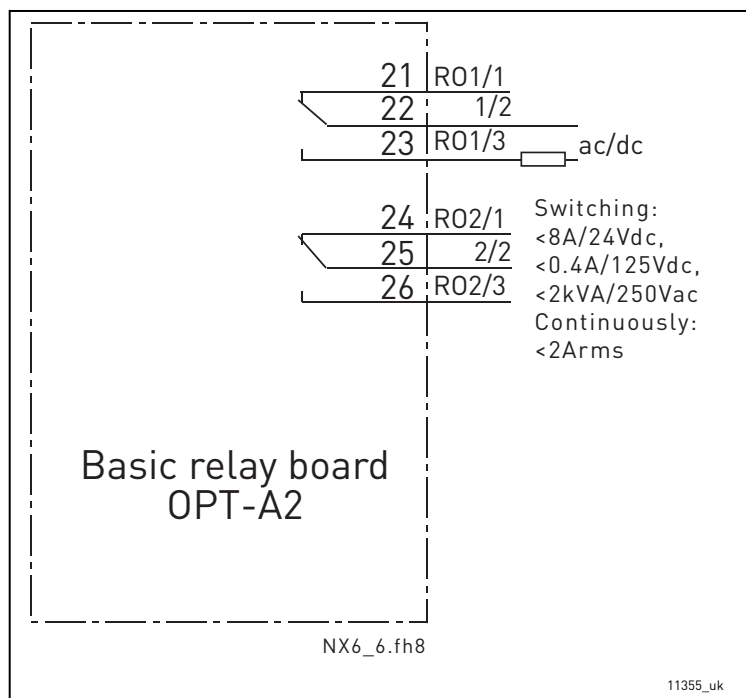 21 RO1/1
22 1/2
23 RO1/3 ac/dc
24 RO2/1
25 2/2
26 RO2/3
Switching:
<8A/24Vdc,
<0.4A/125Vdc,
<2kVA/250Vac
Continuously:
<2Arms
Basic relay board
OPT-A2
NX6_6.fh8
11355_uk